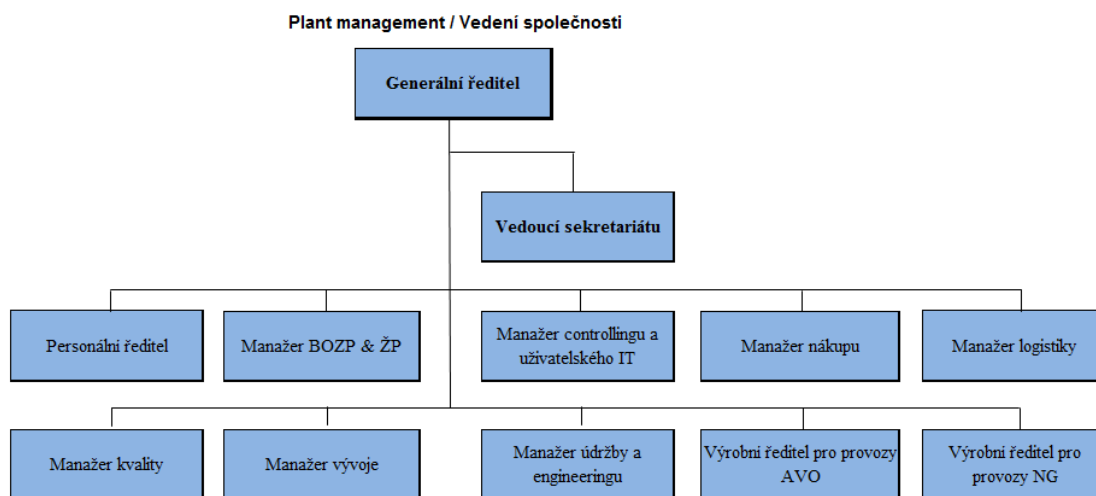 Plant management / Vedení společnosti
Generální ředitel
Vedoucí sekretariátu
Personální ředitel
Manažer BOZP & ŽP
Manažer controllingu a
uživatelského IT
Manažer nákupu
Manažer logistiky
Manažer kvality
Manažer vývoje
Manažer údržby a
engineeringu
Výrobní ředitel pro provozy
AVO
Výrobní ředitel pro
provozy NG